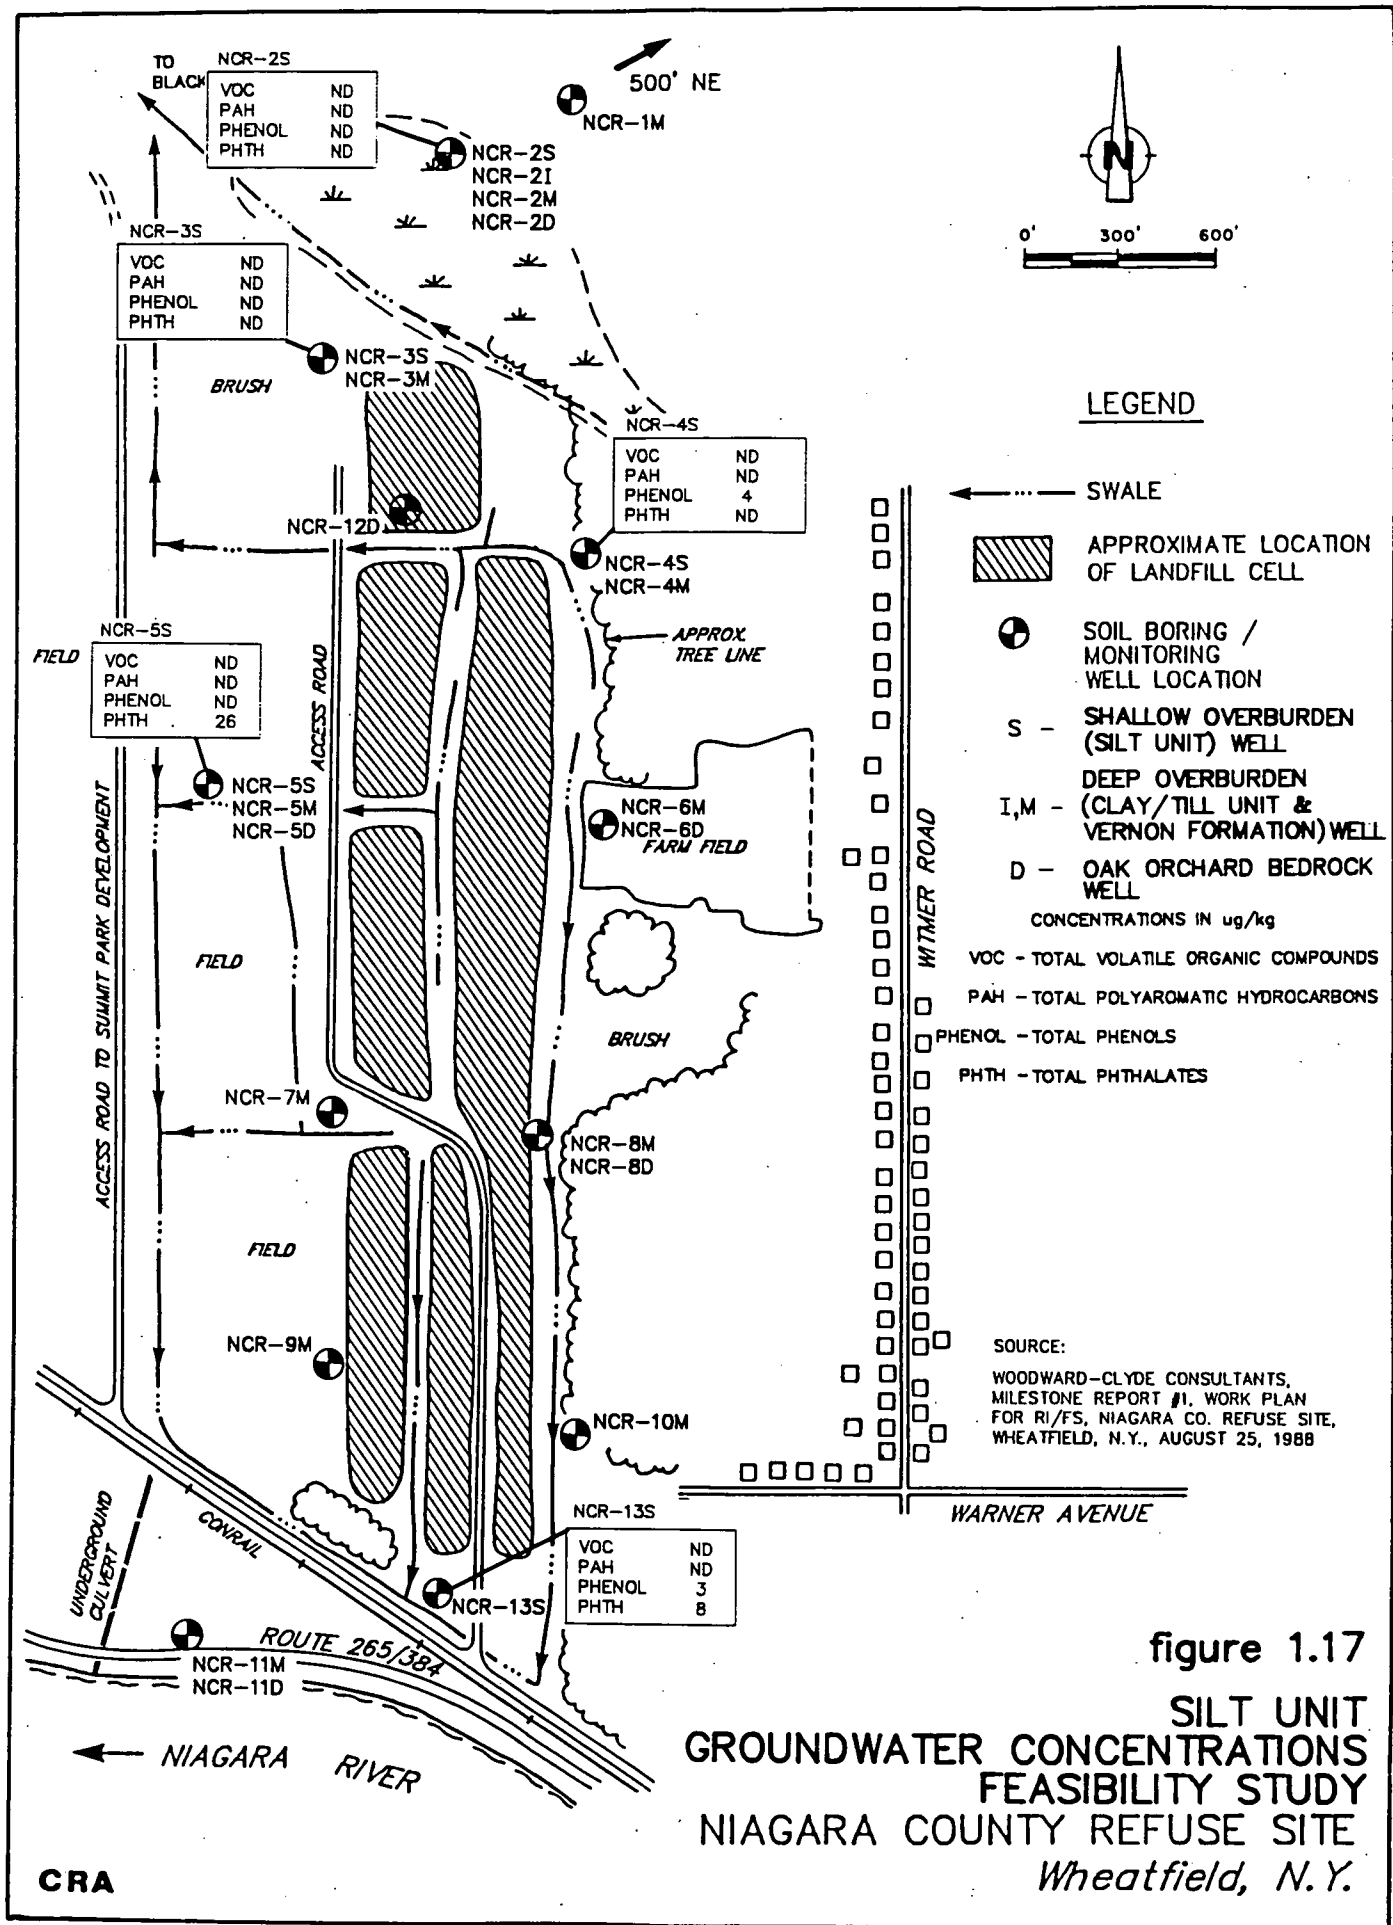 TO
BLACK
NCR-2S
VOC ND
PAH ND
PHENOL ND
PHTH ND
500' NE
NCR-1M
NCR-2S
NCR-2I
NCR-2M
NCR-2D
N
0' 300' 600'
NCR-3S
VOC ND
PAH ND
PHENOL ND
PHTH ND
NCR-3S
NCR-3M
BRUSH
NCR-4S
VOC ND
PAH ND
PHENOL 4
PHTH ND
NCR-12D
NCR-4S
NCR-4M
APPROX.
TREE LINE
FIELD
NCR-5S
VOC ND
PAH ND
PHENOL ND
PHTH 26
ACCESS ROAD
NCR-5S
NCR-5M
NCR-5D
NCR-6M
NCR-6D
FARM FIELD
ACCESS ROAD TO SUMMIT PARK DEVELOPMENT
FIELD
WITMER ROAD
BRUSH
NCR-7M
NCR-8M
NCR-8D
FIELD
NCR-9M
NCR-10M
UNDERGROUND
CULVERT
CONRAIL
NCR-13S
VOC ND
PAH ND
PHENOL 3
PHTH 8
NCR-13S
WARNER AVENUE
ROUTE 265/384
NCR-11M
NCR-11D
NIAGARA RIVER
LEGEND
SWALE
APPROXIMATE LOCATION
OF LANDFILL CELL
SOIL BORING /
MONITORING
WELL LOCATION
S - SHALLOW OVERBURDEN
(SILT UNIT) WELL
DEEP OVERBURDEN
I,M - (CLAY/TILL UNIT &
VERNON FORMATION) WELL
D - OAK ORCHARD BEDROCK
WELL
CONCENTRATIONS IN ug/kg
VOC - TOTAL VOLATILE ORGANIC COMPOUNDS
PAH - TOTAL POLYAROMATIC HYDROCARBONS
PHENOL - TOTAL PHENOLS
PHTH - TOTAL PHTHALATES
SOURCE:
WOODWARD-CLYDE CONSULTANTS,
MILESTONE REPORT #1, WORK PLAN
FOR RI/FS, NIAGARA CO. REFUSE SITE,
WHEATFIELD, N.Y., AUGUST 25, 1988
figure 1.17
SILT UNIT
GROUNDWATER CONCENTRATIONS
FEASIBILITY STUDY
NIAGARA COUNTY REFUSE SITE
Wheatfield, N.Y.
CRA